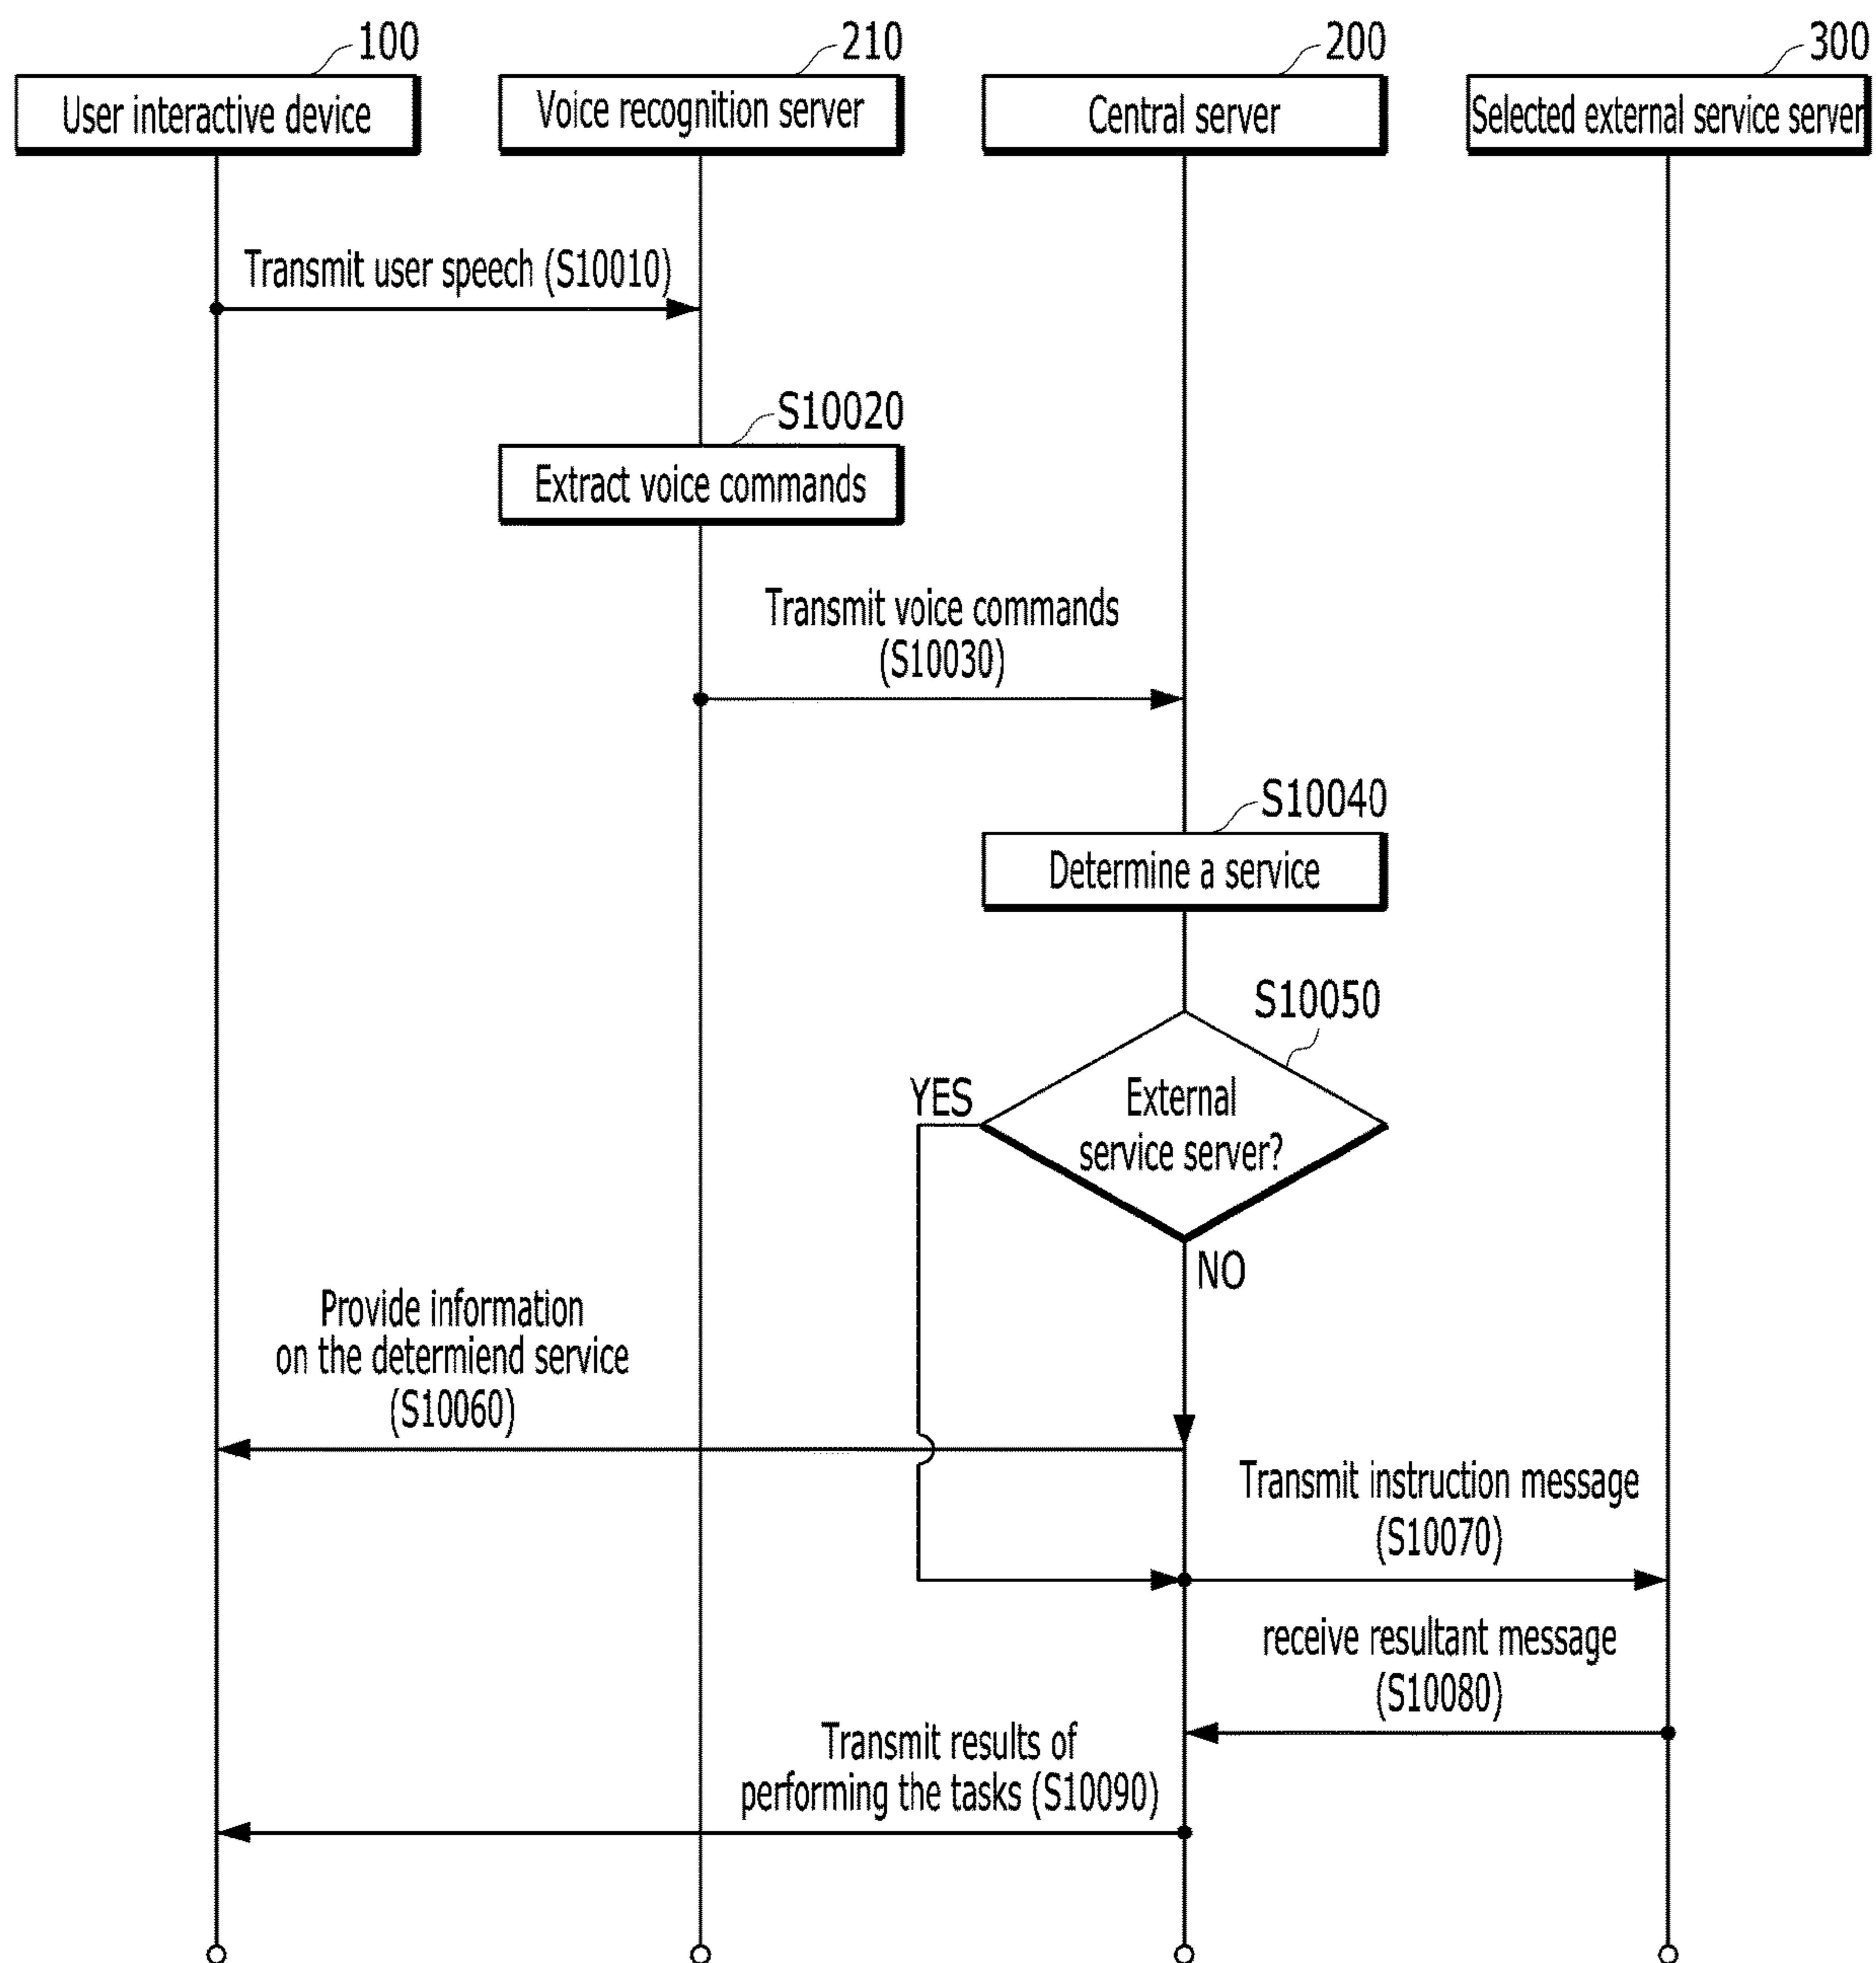 100
210
200
300
User interactive device
Voice recognition server
Central server
Selected external service server
Transmit user speech (S10010)
S10020
Extract voice commands
Transmit voice commands
(S10030)
S10040
Determine a service
S10050
YES
External
service server?
NO
Provide information
on the determiend service
(S10060)
Transmit instruction message
(S10070)
receive resultant message
(S10080)
Transmit results of
performing the tasks (S10090)